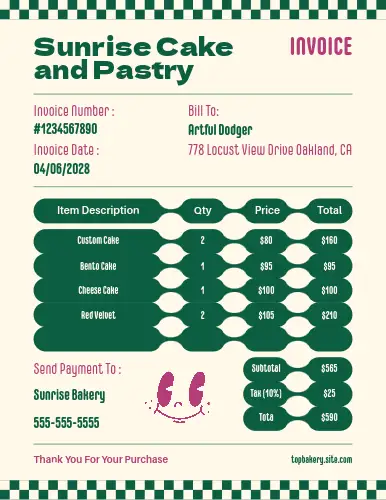 Sunrise Cake
and Pastry
INVOICE
Invoice Number :
#1234567890
Invoice Date :
04/06/2028
Bill To:
Artful Dodger
778 Locust View Drive Oakland, CA
Item Description Qty Price Total
Custom Cake 2 $80 $160
Bento Cake 1 $95 $95
Cheese Cake 1 $100 $100
Red Velvet 2 $105 $210
Subtotal $565
Tax (10%) $25
Tota $590
Send Payment To :
Sunrise Bakery
555-555-5555
Thank You For Your Purchase
topbakery.site.com